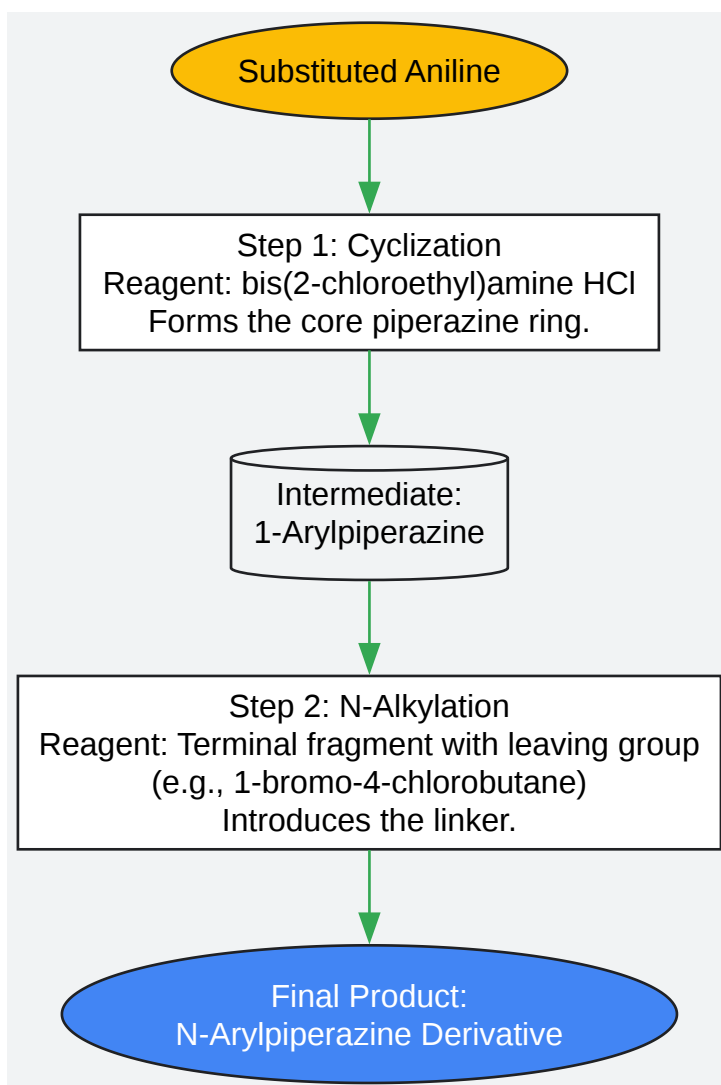 Substituted Aniline
Step 1: Cyclization
Reagent: bis(2-chloroethyl)amine HCl
Forms the core piperazine ring.
Intermediate:
1-Arylpiperazine
Step 2: N-Alkylation
Reagent: Terminal fragment with leaving group
(e.g., 1-bromo-4-chlorobutane)
Introduces the linker.
Final Product:
N-Arylpiperazine Derivative